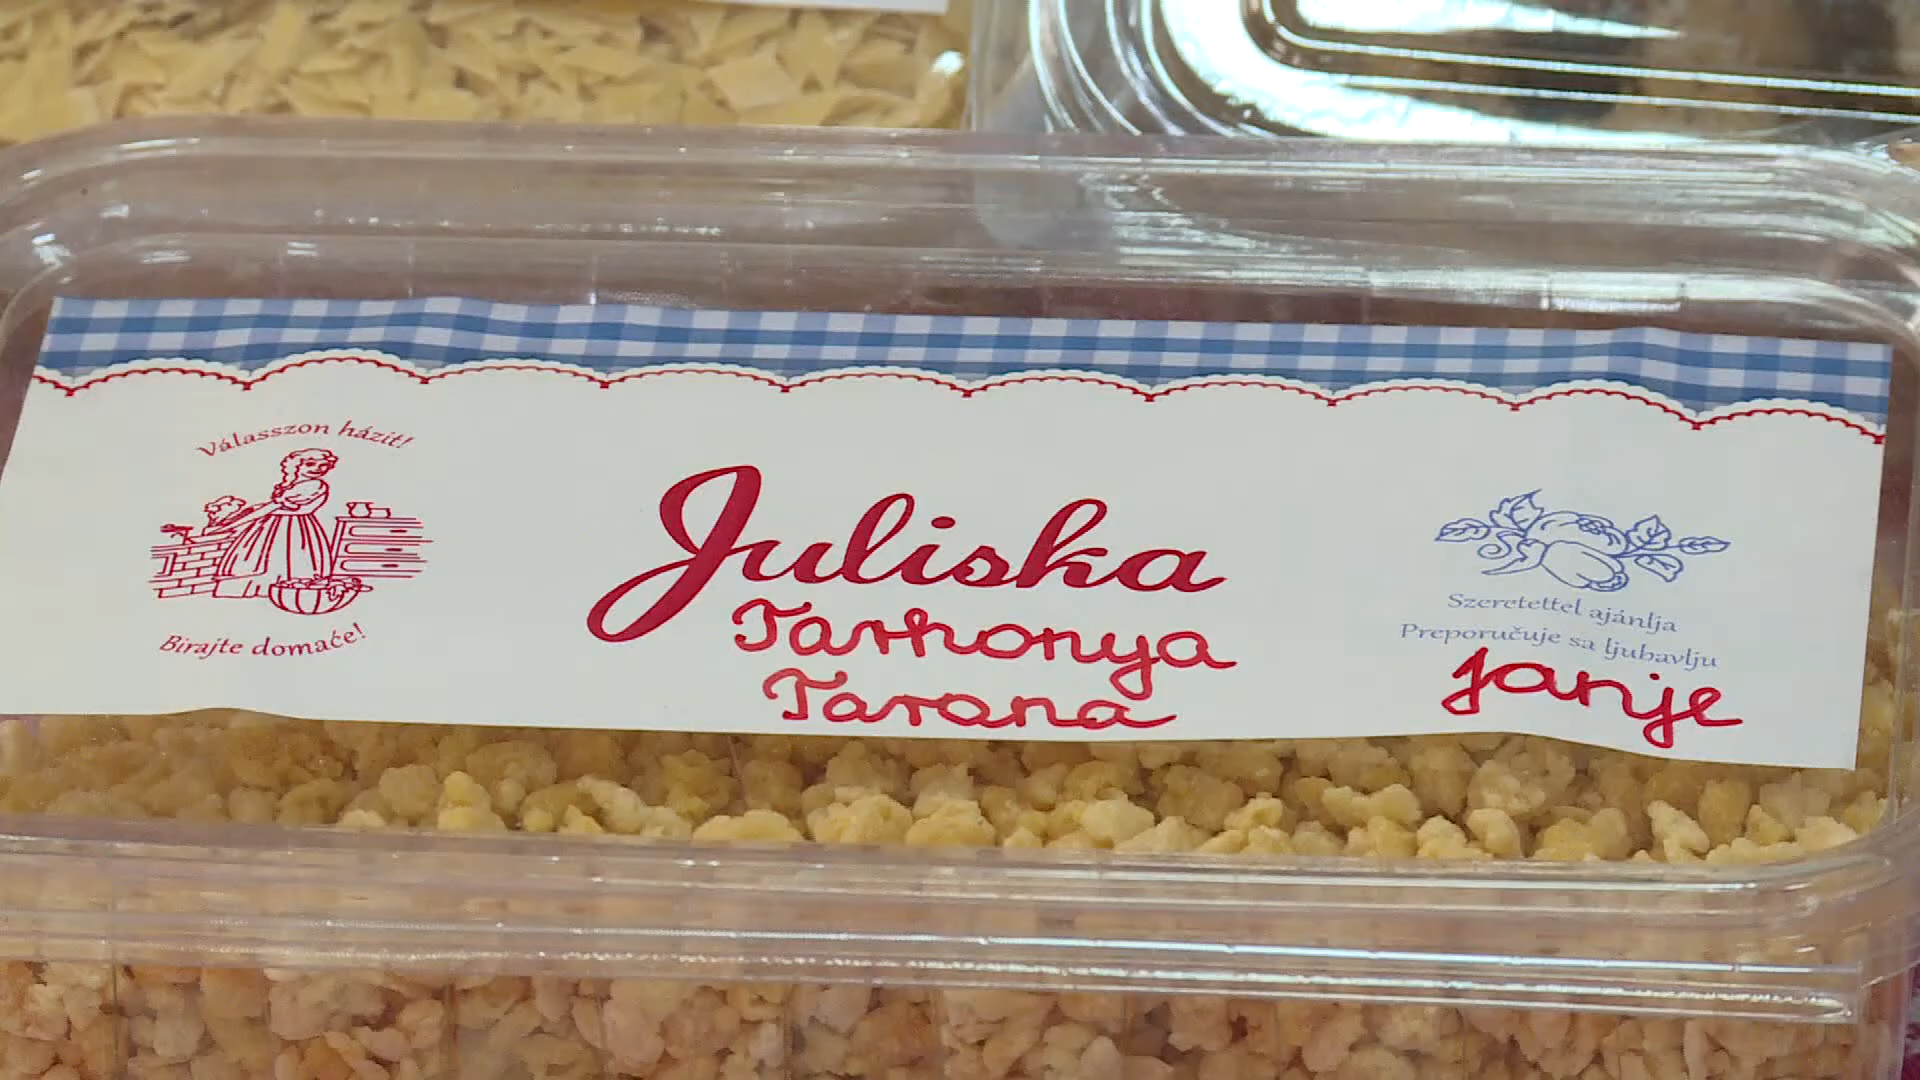 Válasszon házit!
Birajte domaće!
Juliska
Tarhonya
Tarana
Szeretettel ajánlja
Preporučuje sa ljubavlju
Janje